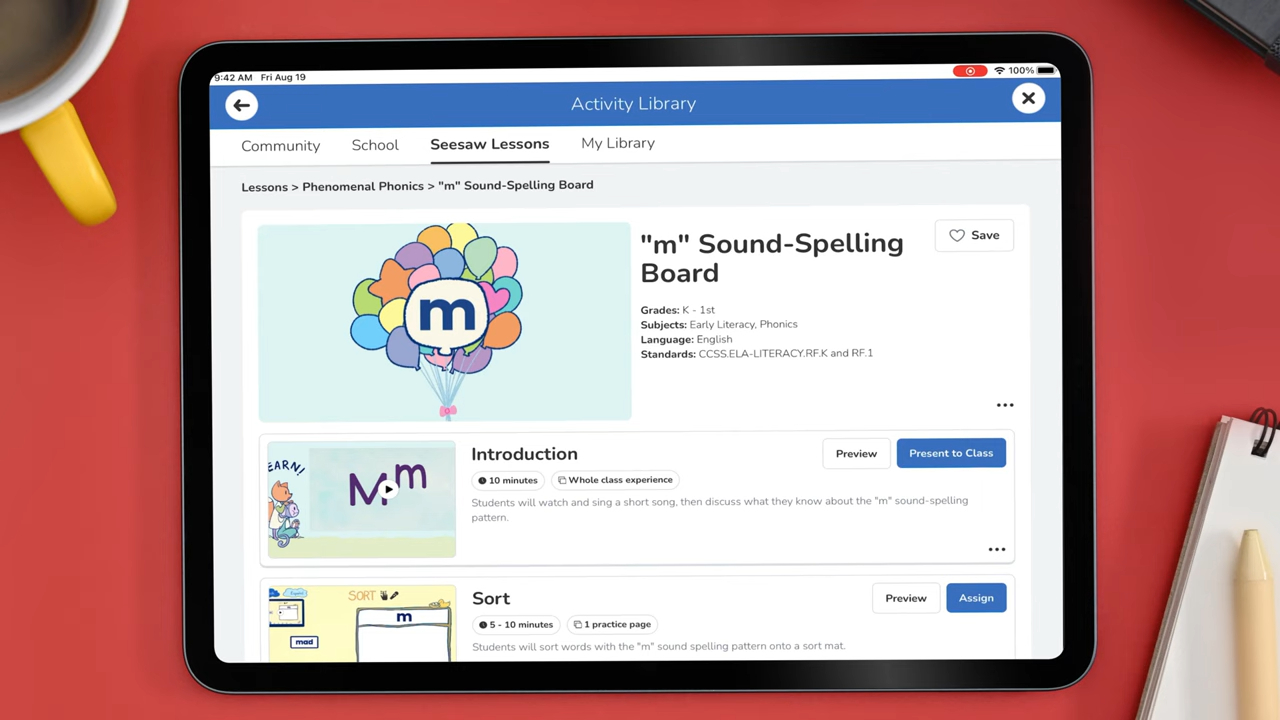 9:42 AM Fri Aug 19
100%
Activity Library
Community School Seesaw Lessons My Library
Lessons > Phenomenal Phonics > "m" Sound-Spelling Board
m
"m" Sound-Spelling
Board
Save
Grades: K - 1st
Subjects: Early Literacy, Phonics
Language: English
Standards: CCSS.ELA-LITERACY.RF.K and RF.1
EARN!
Mm
Introduction
Preview
Present to Class
10 minutes
Whole class experience
Students will watch and sing a short song, then discuss what they know about the "m" sound-spelling
pattern.
SORT
m
mad
Sort
Preview
Assign
5 - 10 minutes
1 practice page
Students will sort words with the "m" sound spelling pattern onto a sort mat.